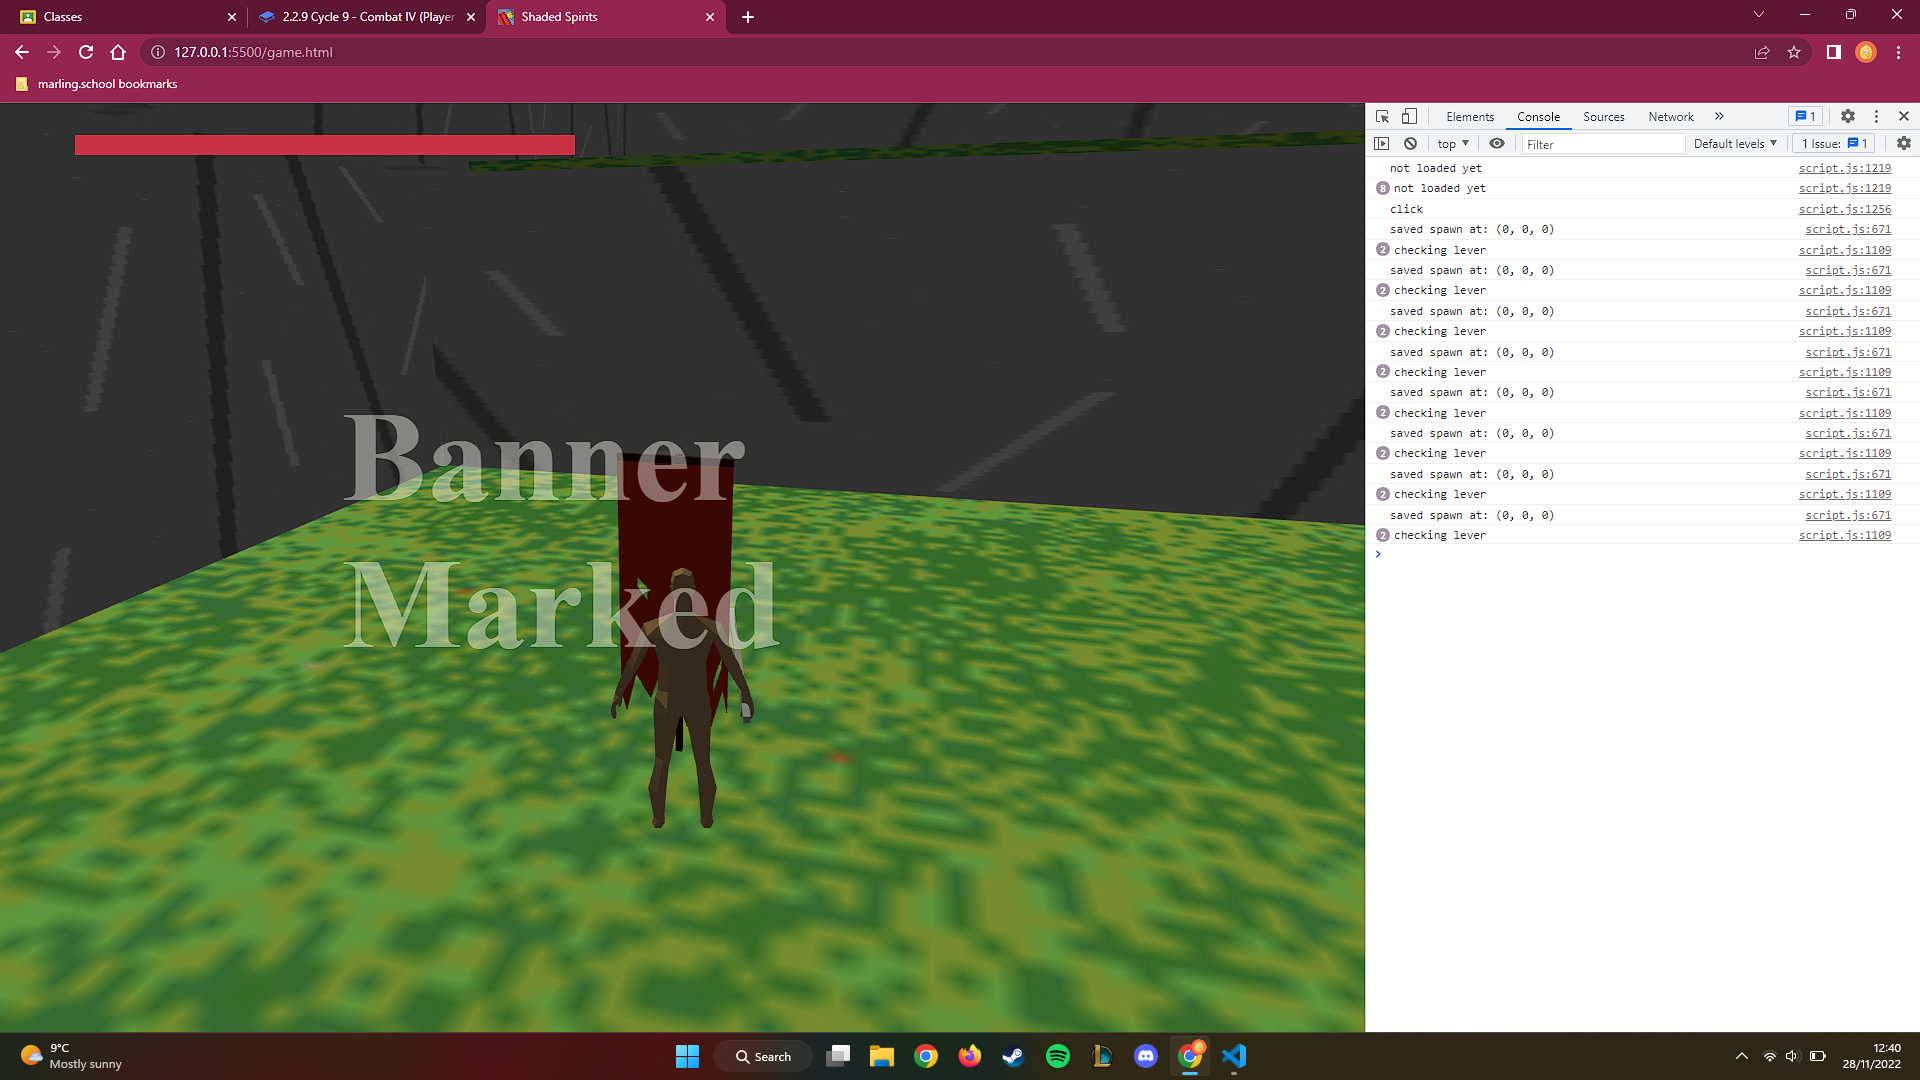 Classes
2.2.9 Cycle 9 - Combat IV (Player
Shaded Spirits
127.0.0.1:5500/game.html
marling.school bookmarks
Elements
Console
Sources
Network
1
top
Filter
Default levels
1 Issue: 1
not loaded yet script.js:1219
8 not loaded yet script.js:1219
click script.js:1256
saved spawn at: (0, 0, 0) script.js:671
2 checking lever script.js:1109
saved spawn at: (0, 0, 0) script.js:671
2 checking lever script.js:1109
saved spawn at: (0, 0, 0) script.js:671
2 checking lever script.js:1109
saved spawn at: (0, 0, 0) script.js:671
2 checking lever script.js:1109
saved spawn at: (0, 0, 0) script.js:671
2 checking lever script.js:1109
saved spawn at: (0, 0, 0) script.js:671
2 checking lever script.js:1109
saved spawn at: (0, 0, 0) script.js:671
2 checking lever script.js:1109
saved spawn at: (0, 0, 0) script.js:671
2 checking lever script.js:1109
Banner
Marked
9°C
Mostly sunny
Search
12:40
28/11/2022